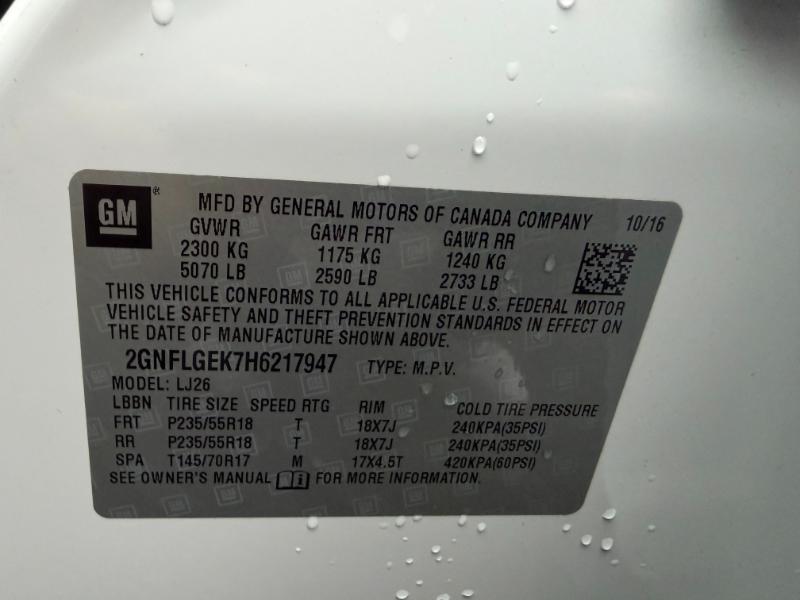 GM ® MFD BY GENERAL MOTORS OF CANADA COMPANY 10/16
GVWR GAWR FRT GAWR RR
2300 KG 1175 KG 1240 KG
5070 LB 2590 LB 2733 LB
THIS VEHICLE CONFORMS TO ALL APPLICABLE U.S. FEDERAL MOTOR
VEHICLE SAFETY AND THEFT PREVENTION STANDARDS IN EFFECT ON
THE DATE OF MANUFACTURE SHOWN ABOVE.
2GNFLGEK7H6217947 TYPE: M.P.V.
MODEL: LJ26
LBBN TIRE SIZE SPEED RTG RIM COLD TIRE PRESSURE
FRT P235/55R18 T 18X7J 240KPA(35PSI)
RR P235/55R18 T 18X7J 240KPA(35PSI)
SPA T145/70R17 M 17X4.5T 420KPA(60PSI)
SEE OWNER'S MANUAL FOR MORE INFORMATION.